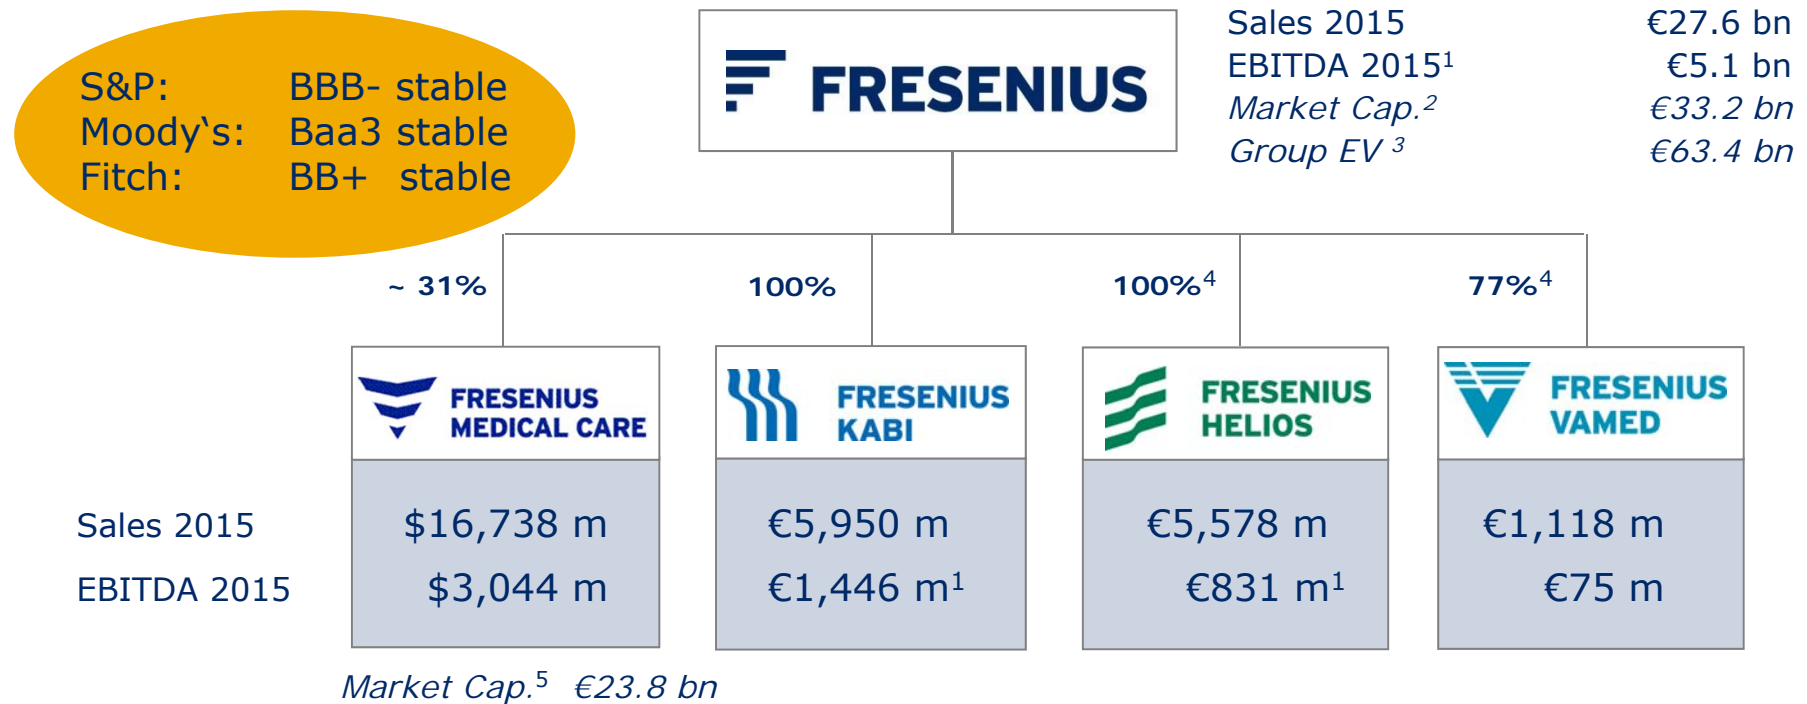 S&P: BBB- stable
Moody‘s: Baa3 stable
Fitch: BB+ stable
FRESENIUS
Sales 2015 €27.6 bn
EBITDA 2015¹ €5.1 bn
Market Cap.² €33.2 bn
Group EV ³ €63.4 bn
~ 31% 100% 100%⁴ 77%⁴
FRESENIUS
MEDICAL CARE
FRESENIUS
KABI
FRESENIUS
HELIOS
FRESENIUS
VAMED
Sales 2015 $16,738 m €5,950 m €5,578 m €1,118 m
EBITDA 2015 $3,044 m €1,446 m¹ €831 m¹ €75 m
Market Cap.⁵ €23.8 bn